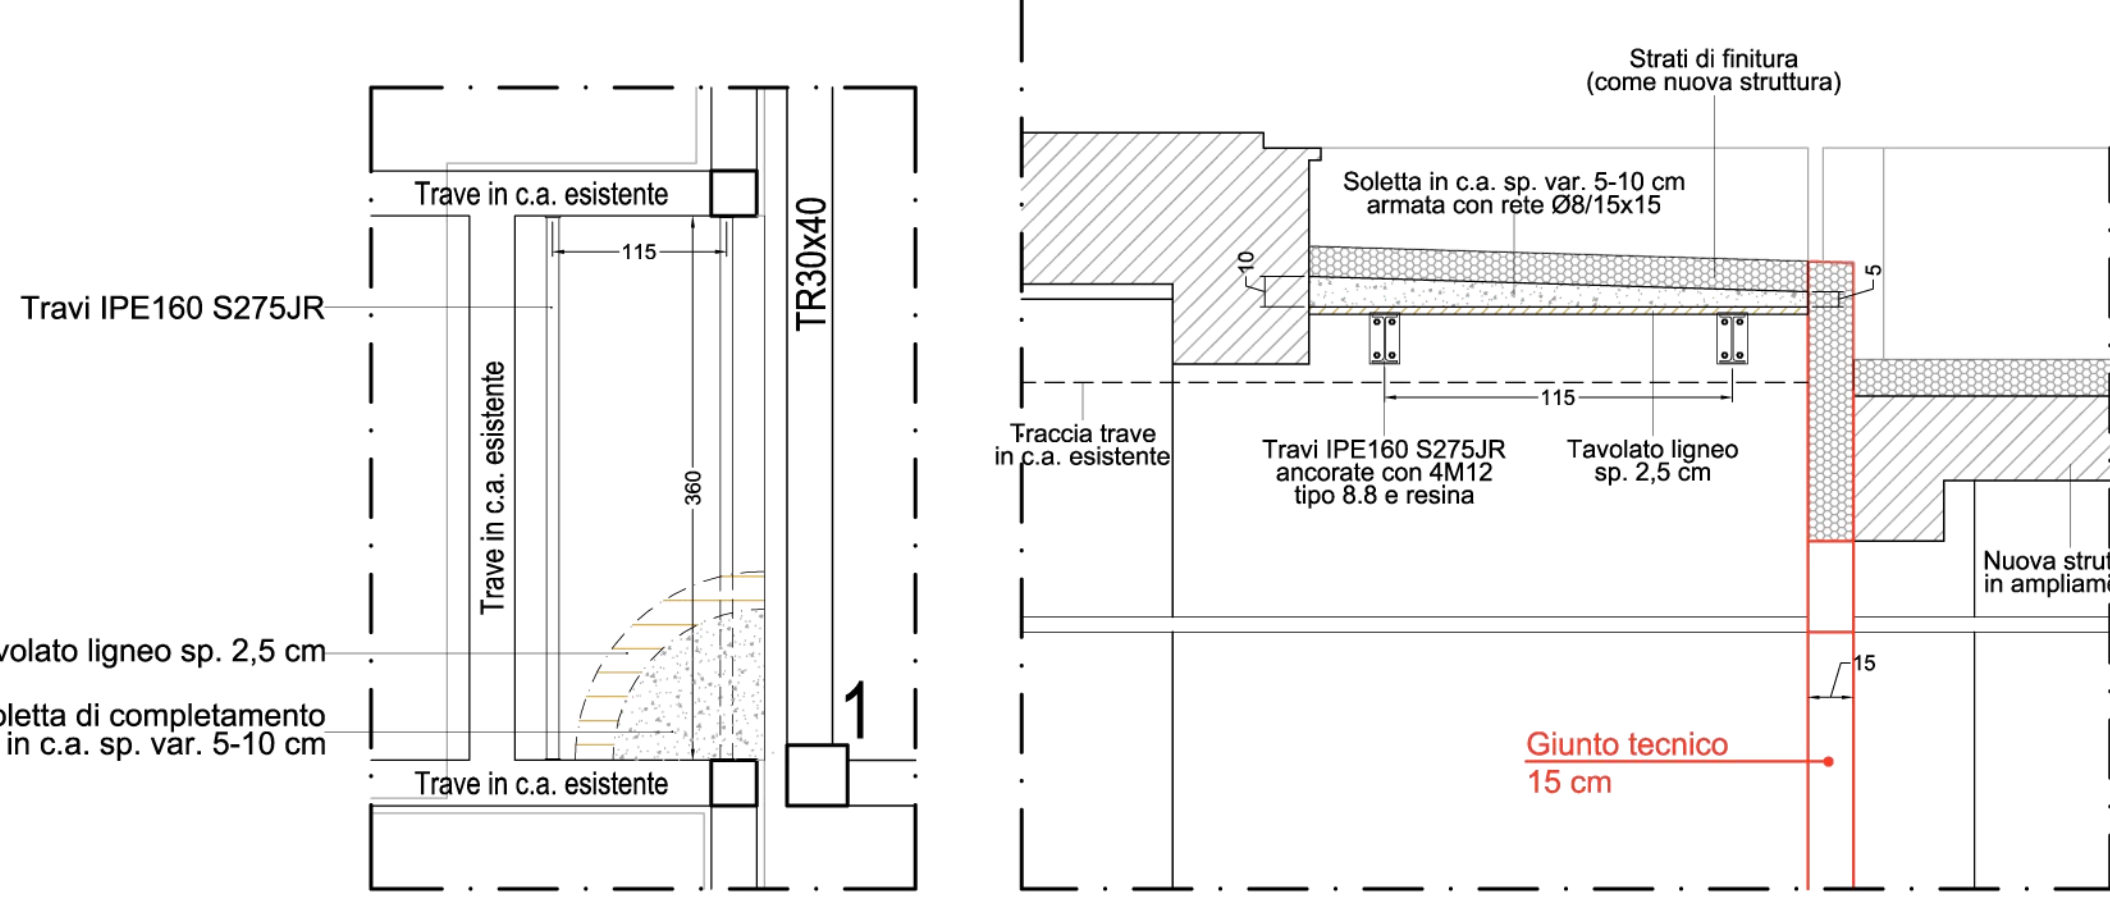 Trave in c.a. esistente
115
TR30x40
Travi IPE160 S275JR
Trave in c.a. esistente
360
volato ligneo sp. 2,5 cm
oletta di completamento
in c.a. sp. var. 5-10 cm
1
Trave in c.a. esistente
Strati di finitura
(come nuova struttura)
Soletta in c.a. sp. var. 5-10 cm
armata con rete Ø8/15x15
10
5
115
Traccia trave
in c.a. esistente
Travi IPE160 S275JR
ancorate con 4M12
tipo 8.8 e resina
Tavolato ligneo
sp. 2,5 cm
Nuova strut
in ampliame
15
Giunto tecnico
15 cm